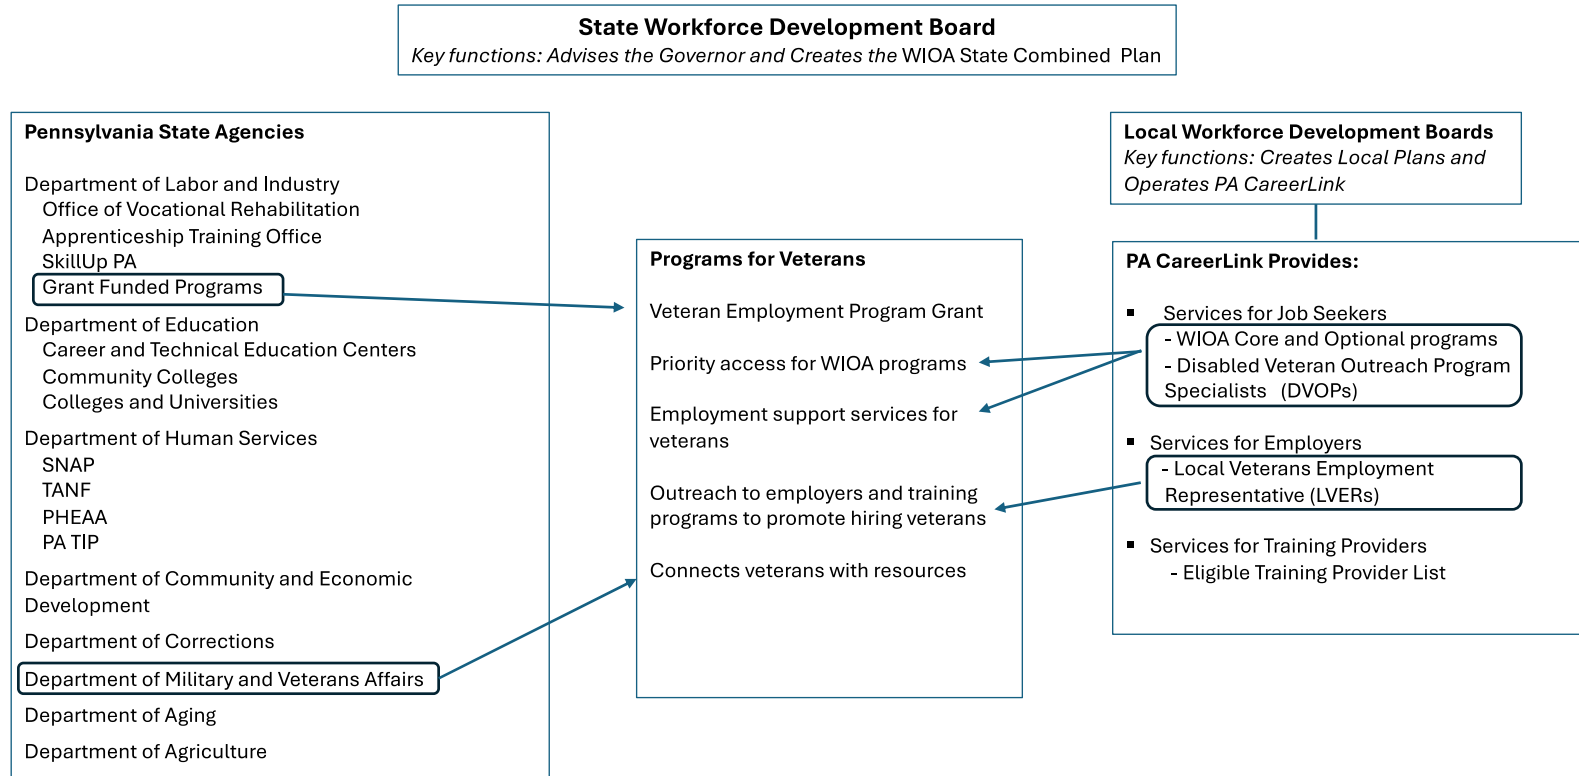 State Workforce Development Board
Key functions: Advises the Governor and Creates the WIOA State Combined Plan
Pennsylvania State Agencies
Department of Labor and Industry
Office of Vocational Rehabilitation
Apprenticeship Training Office
SkillUp PA
Grant Funded Programs
Department of Education
Career and Technical Education Centers
Community Colleges
Colleges and Universities
Department of Human Services
SNAP
TANF
PHEAA
PA TIP
Department of Community and Economic
Development
Department of Corrections
Department of Military and Veterans Affairs
Department of Aging
Department of Agriculture
Programs for Veterans
Veteran Employment Program Grant
Priority access for WIOA programs
Employment support services for
veterans
Outreach to employers and training
programs to promote hiring veterans
Connects veterans with resources
Local Workforce Development Boards
Key functions: Creates Local Plans and
Operates PA CareerLink
PA CareerLink Provides:
▪ Services for Job Seekers
- WIOA Core and Optional programs
- Disabled Veteran Outreach Program
Specialists (DVOPs)
▪ Services for Employers
- Local Veterans Employment
Representative (LVERs)
▪ Services for Training Providers
- Eligible Training Provider List